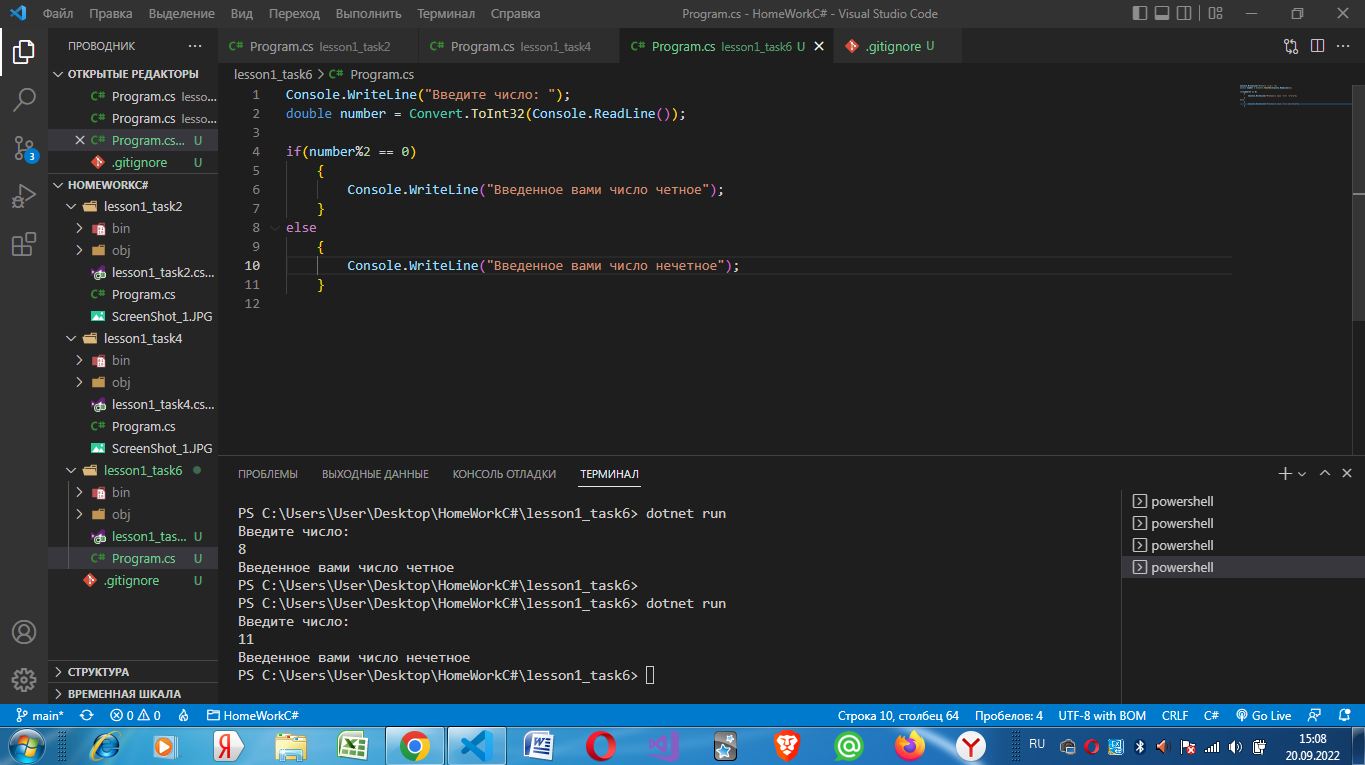 Файл Правка Выделение Вид Переход Выполнить Терминал Справка
Program.cs - HomeWorkC# - Visual Studio Code
ПРОВОДНИК
ОТКРЫТЫЕ РЕДАКТОРЫ
C# Program.cs lesso...
C# Program.cs lesso...
C# Program.cs... U
.gitignore U
HOMEWORKC#
lesson1_task2
bin
obj
lesson1_task2.cs...
C# Program.cs
ScreenShot_1.JPG
lesson1_task4
bin
obj
lesson1_task4.cs...
C# Program.cs
ScreenShot_1.JPG
lesson1_task6
bin
obj
lesson1_tas... U
C# Program.cs U
.gitignore U
СТРУКТУРА
ВРЕМЕННАЯ ШКАЛА
3
C# Program.cs lesson1_task2
C# Program.cs lesson1_task4
C# Program.cs lesson1_task6 U
.gitignore U
lesson1_task6 > C# Program.cs
1 Console.WriteLine("Введите число: ");
2 double number = Convert.ToInt32(Console.ReadLine());
3
4 if(number%2 == 0)
5 {
6 Console.WriteLine("Введенное вами число четное");
7 }
8 else
9 {
10 Console.WriteLine("Введенное вами число нечетное");
11 }
12
ПРОБЛЕМЫ ВЫХОДНЫЕ ДАННЫЕ КОНСОЛЬ ОТЛАДКИ ТЕРМИНАЛ
PS C:\Users\User\Desktop\HomeWorkC#\lesson1_task6> dotnet run
Введите число:
8
Введенное вами число четное
PS C:\Users\User\Desktop\HomeWorkC#\lesson1_task6>
PS C:\Users\User\Desktop\HomeWorkC#\lesson1_task6> dotnet run
Введите число:
11
Введенное вами число нечетное
PS C:\Users\User\Desktop\HomeWorkC#\lesson1_task6>
powershell
powershell
powershell
powershell
main* 0 0 HomeWorkC#
Строка 10, столбец 64 Пробелов: 4 UTF-8 with BOM CRLF C# Go Live
RU
15:08
20.09.2022